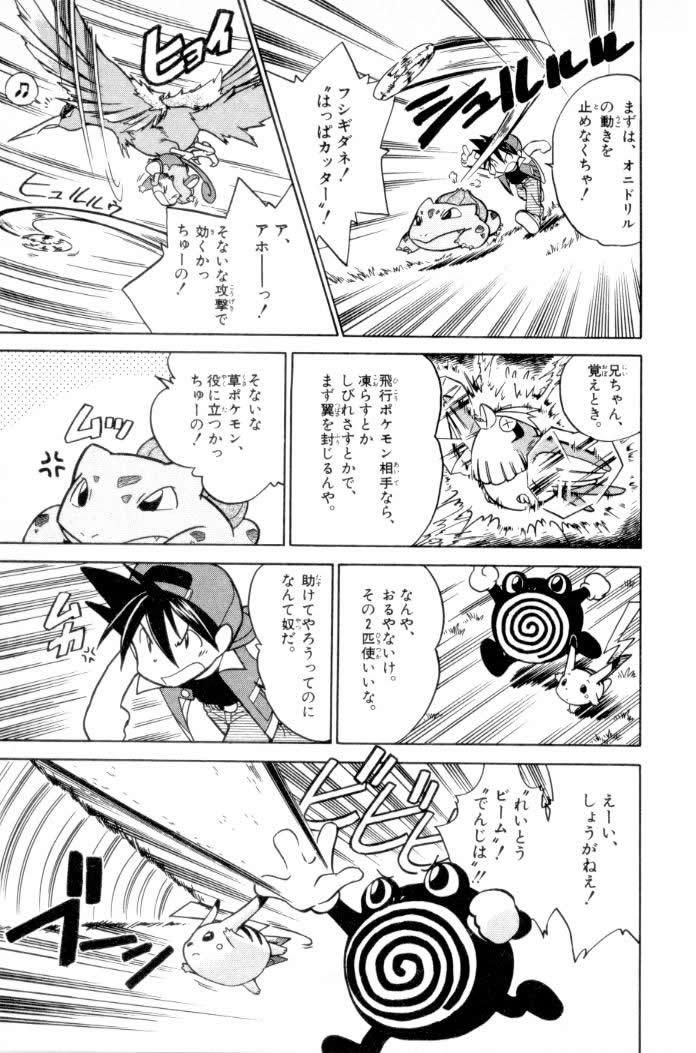 まずは、オニドリル
の動きを
止めなくちゃ!
シュルルルル
フシギダネ!
〝はっぱカッター〟!
ヒョイ
ヒュルルゥ
ア、
アホーーっ!
そないな攻撃で
効くかっ
ちゅーの!
兄ちゃん、
覚えとき。
飛行ポケモン相手なら、
凍らすとか
しびれさすとかで、
まず翼を封じるんや。
そないな
草ポケモン、
役に立つかっ
ちゅーの!
ムッ
なんや、
おるやないけ。
その2匹使いいな。
助けてやろうってのに
なんて奴だ。
ムカ
えーい、
しょうがねえ!
〝れいとう
ビーム〟!
〝でんじは〟!!
ビビビ
ズズズ